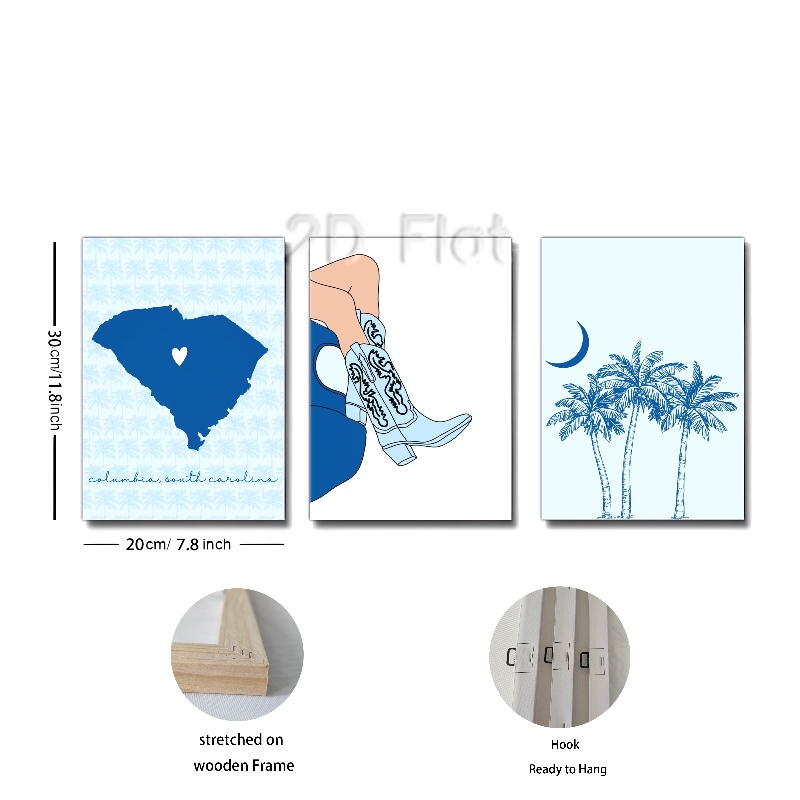 2D Flat
30cm/11.8inch
columbia, south carolina
20cm/ 7.8 inch
stretched on
wooden Frame
Hook
Ready to Hang